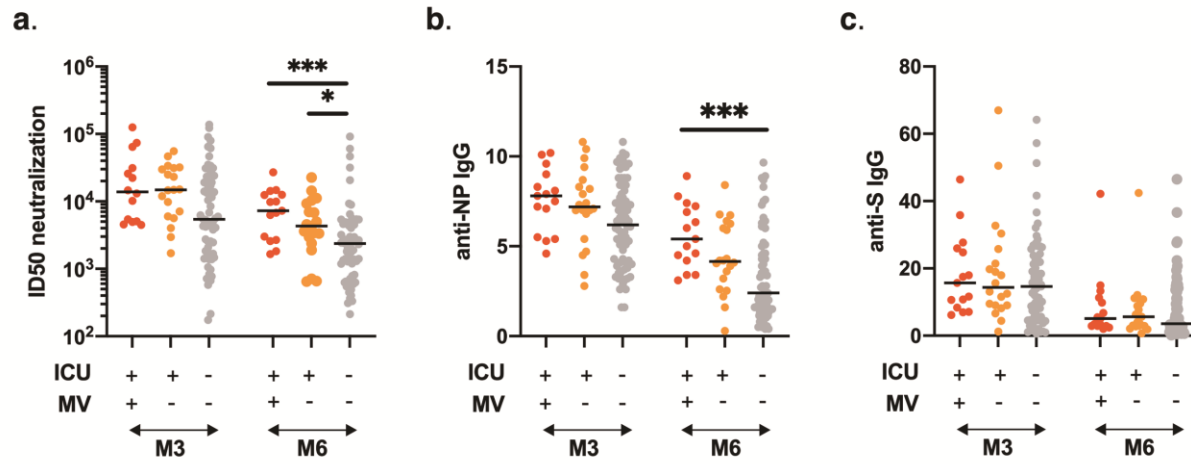 a.
ID50 neutralization
10^6
10^5
10^4
10^3
10^2
***
*
ICU + + - + + -
MV + - - + - -
M3 M6
b.
anti-NP IgG
15
10
5
0
***
ICU + + - + + -
MV + - - + - -
M3 M6
c.
anti-S IgG
80
60
40
20
0
ICU + + - + + -
MV + - - + - -
M3 M6